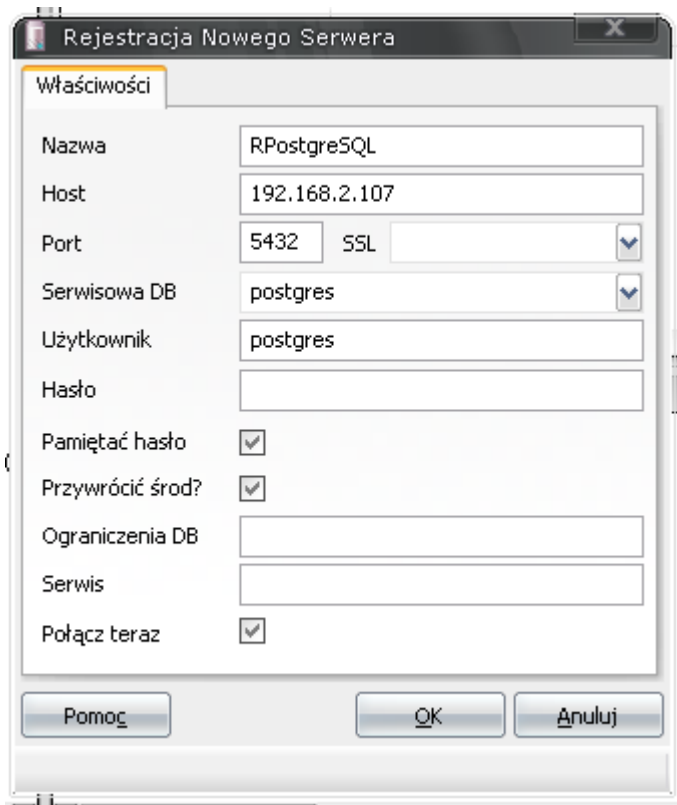 Rejestracja Nowego Serwera
Właściwości
Nazwa RPostgreSQL
Host 192.168.2.107
Port 5432 SSL
Serwisowa DB postgres
Użytkownik postgres
Hasło
Pamiętać hasło
Przywrócić środ?
Ograniczenia DB
Serwis
Połącz teraz
Pomoc OK Anuluj